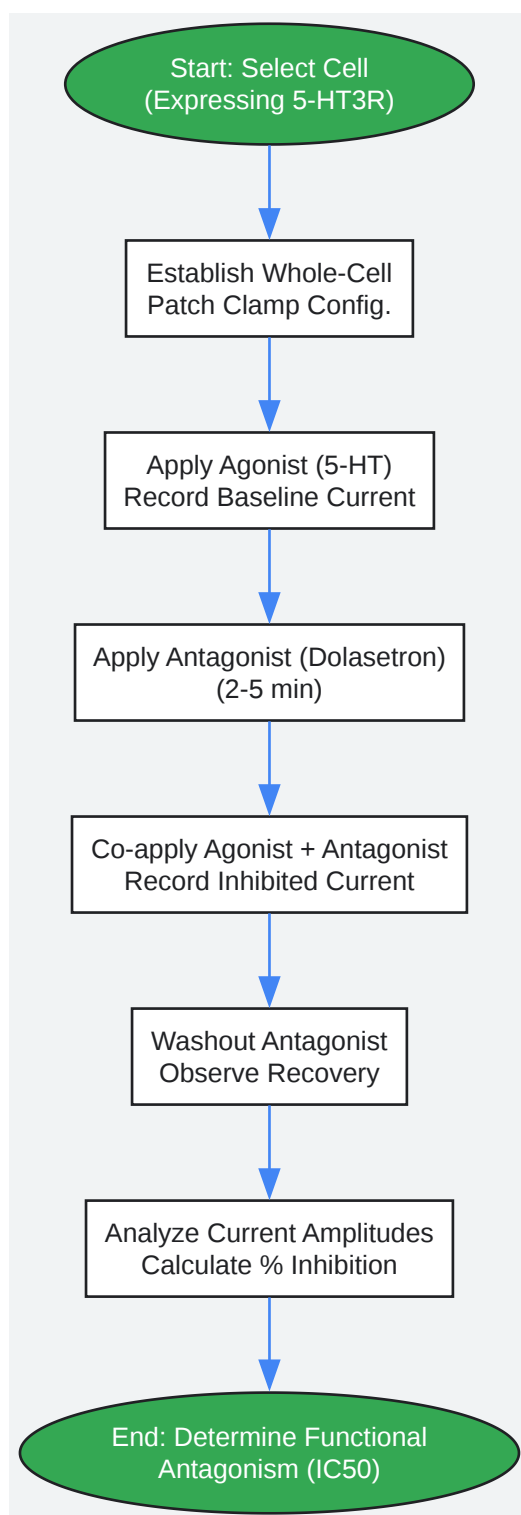 Start: Select Cell
(Expressing 5-HT3R)
Establish Whole-Cell
Patch Clamp Config.
Apply Agonist (5-HT)
Record Baseline Current
Apply Antagonist (Dolasetron)
(2-5 min)
Co-apply Agonist + Antagonist
Record Inhibited Current
Washout Antagonist
Observe Recovery
Analyze Current Amplitudes
Calculate % Inhibition
End: Determine Functional
Antagonism (IC50)